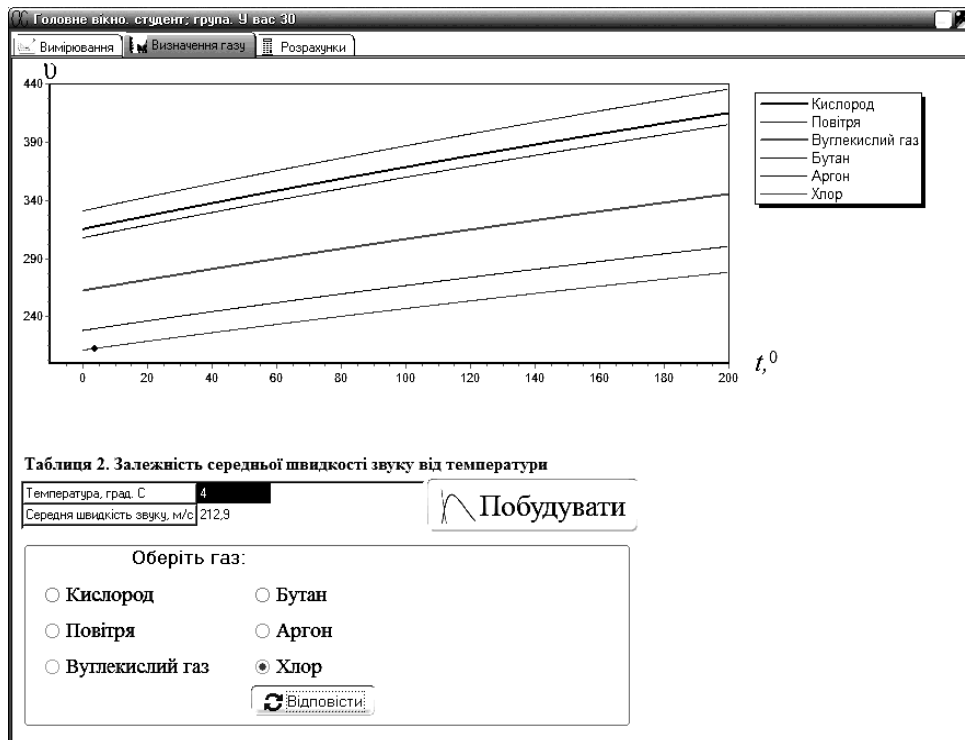 Головне вікно. студент; група. У вас 30
Вимірювання Визначення газу Розрахунки
υ
440
390
340
290
240
0 20 40 60 80 100 120 140 160 180 200
t,⁰
Кислород
Повітря
Вуглекислий газ
Бутан
Аргон
Хлор
Таблиця 2. Залежність середньої швидкості звуку від температури
Температура, град. С 4
Середня швидкість звуку, м/с 212,9
Побудувати
Оберіть газ:
Кислород Бутан
Повітря Аргон
Вуглекислий газ Хлор
Відповісти